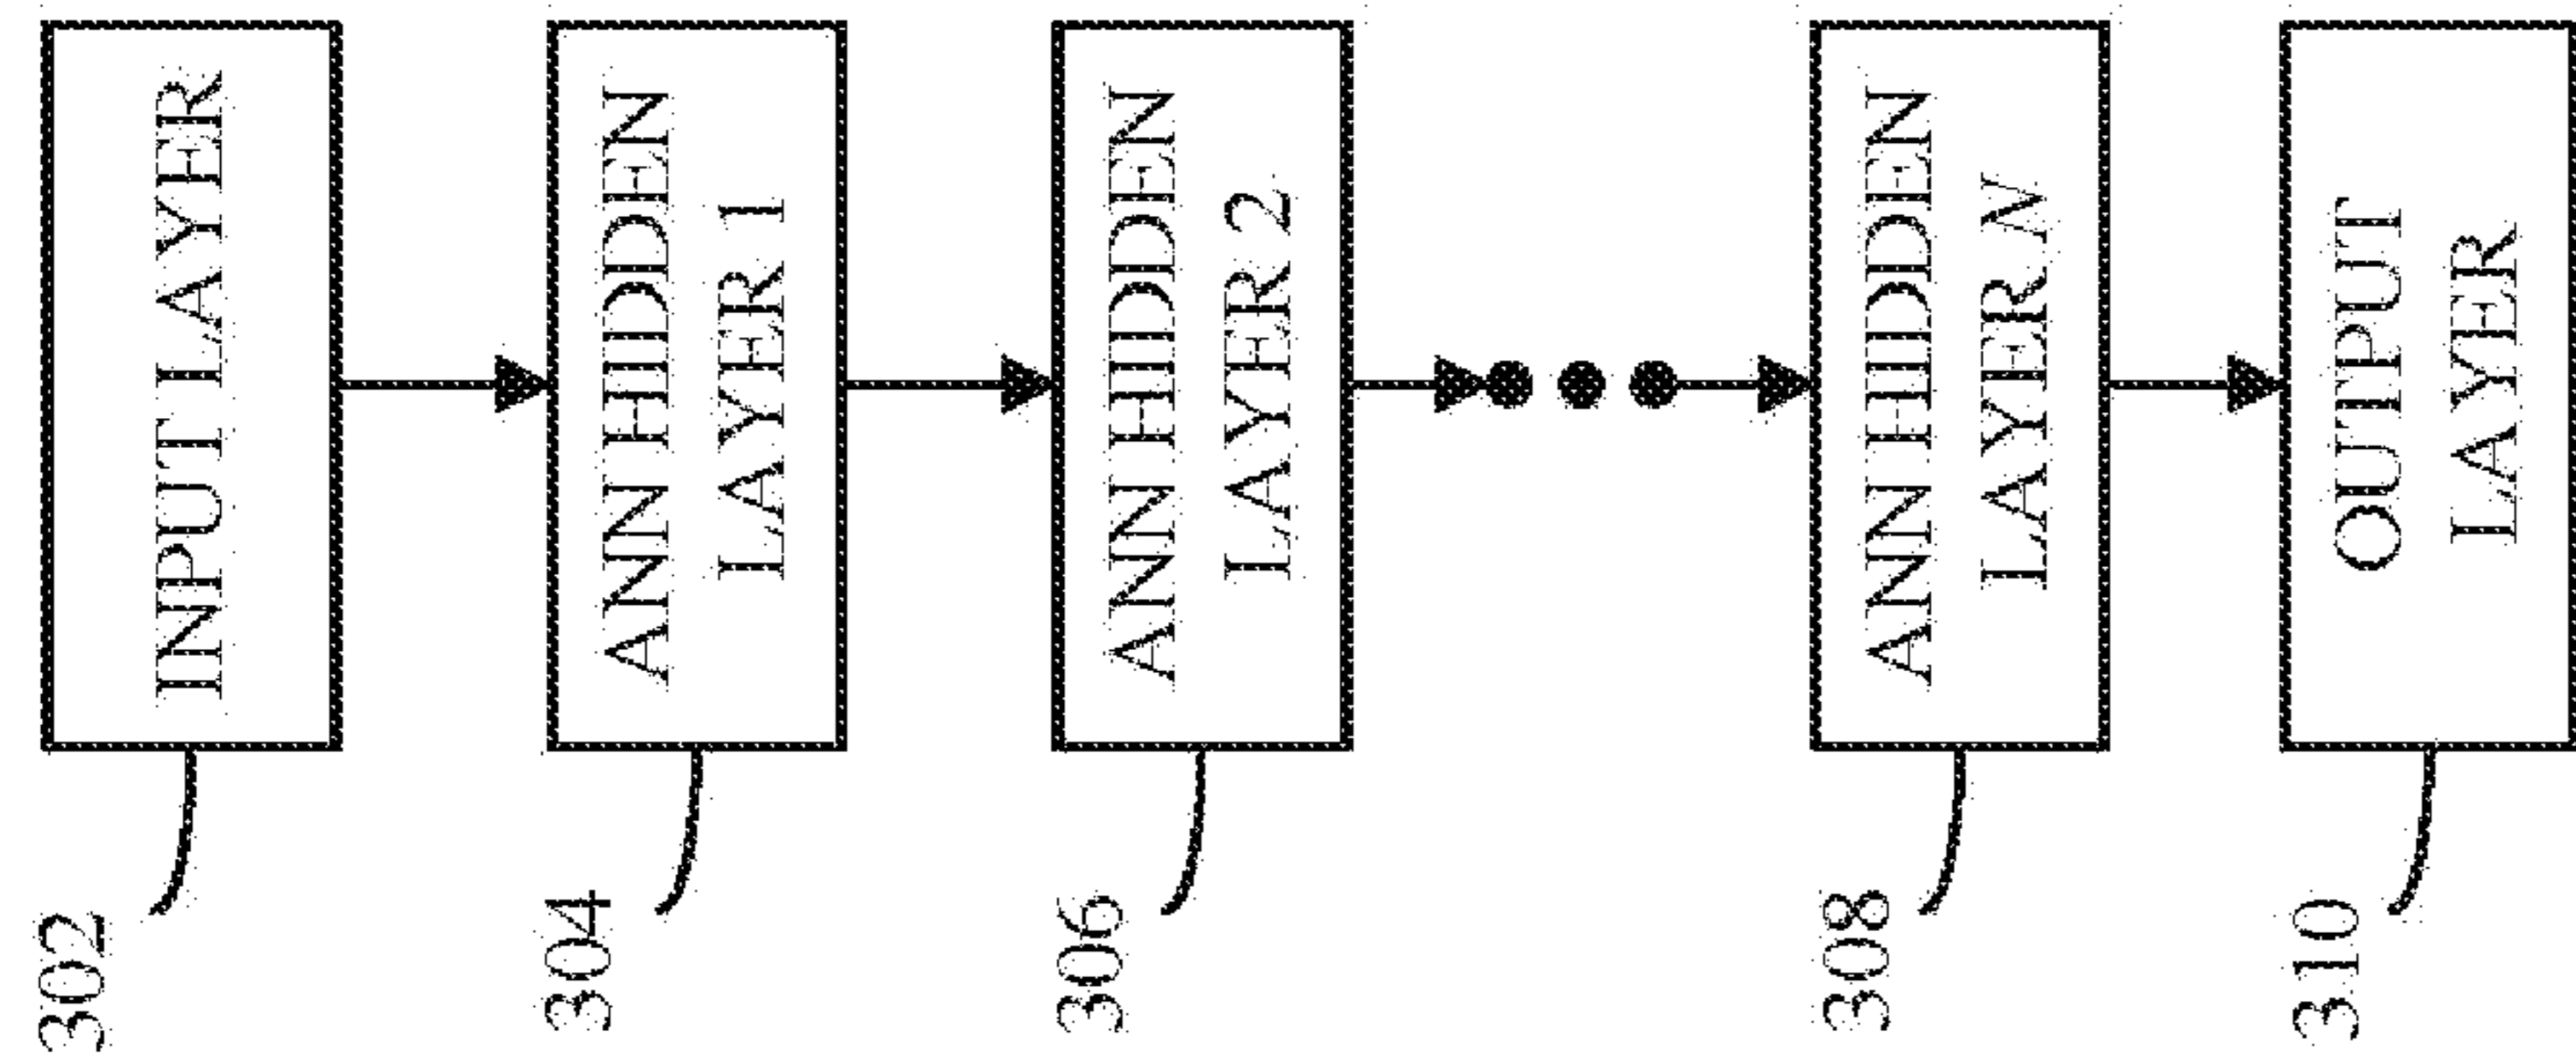 302
INPUT LAYER
304
ANN HIDDEN
LAYER 1
306
ANN HIDDEN
LAYER 2
308
ANN HIDDEN
LAYER N
310
OUTPUT
LAYER